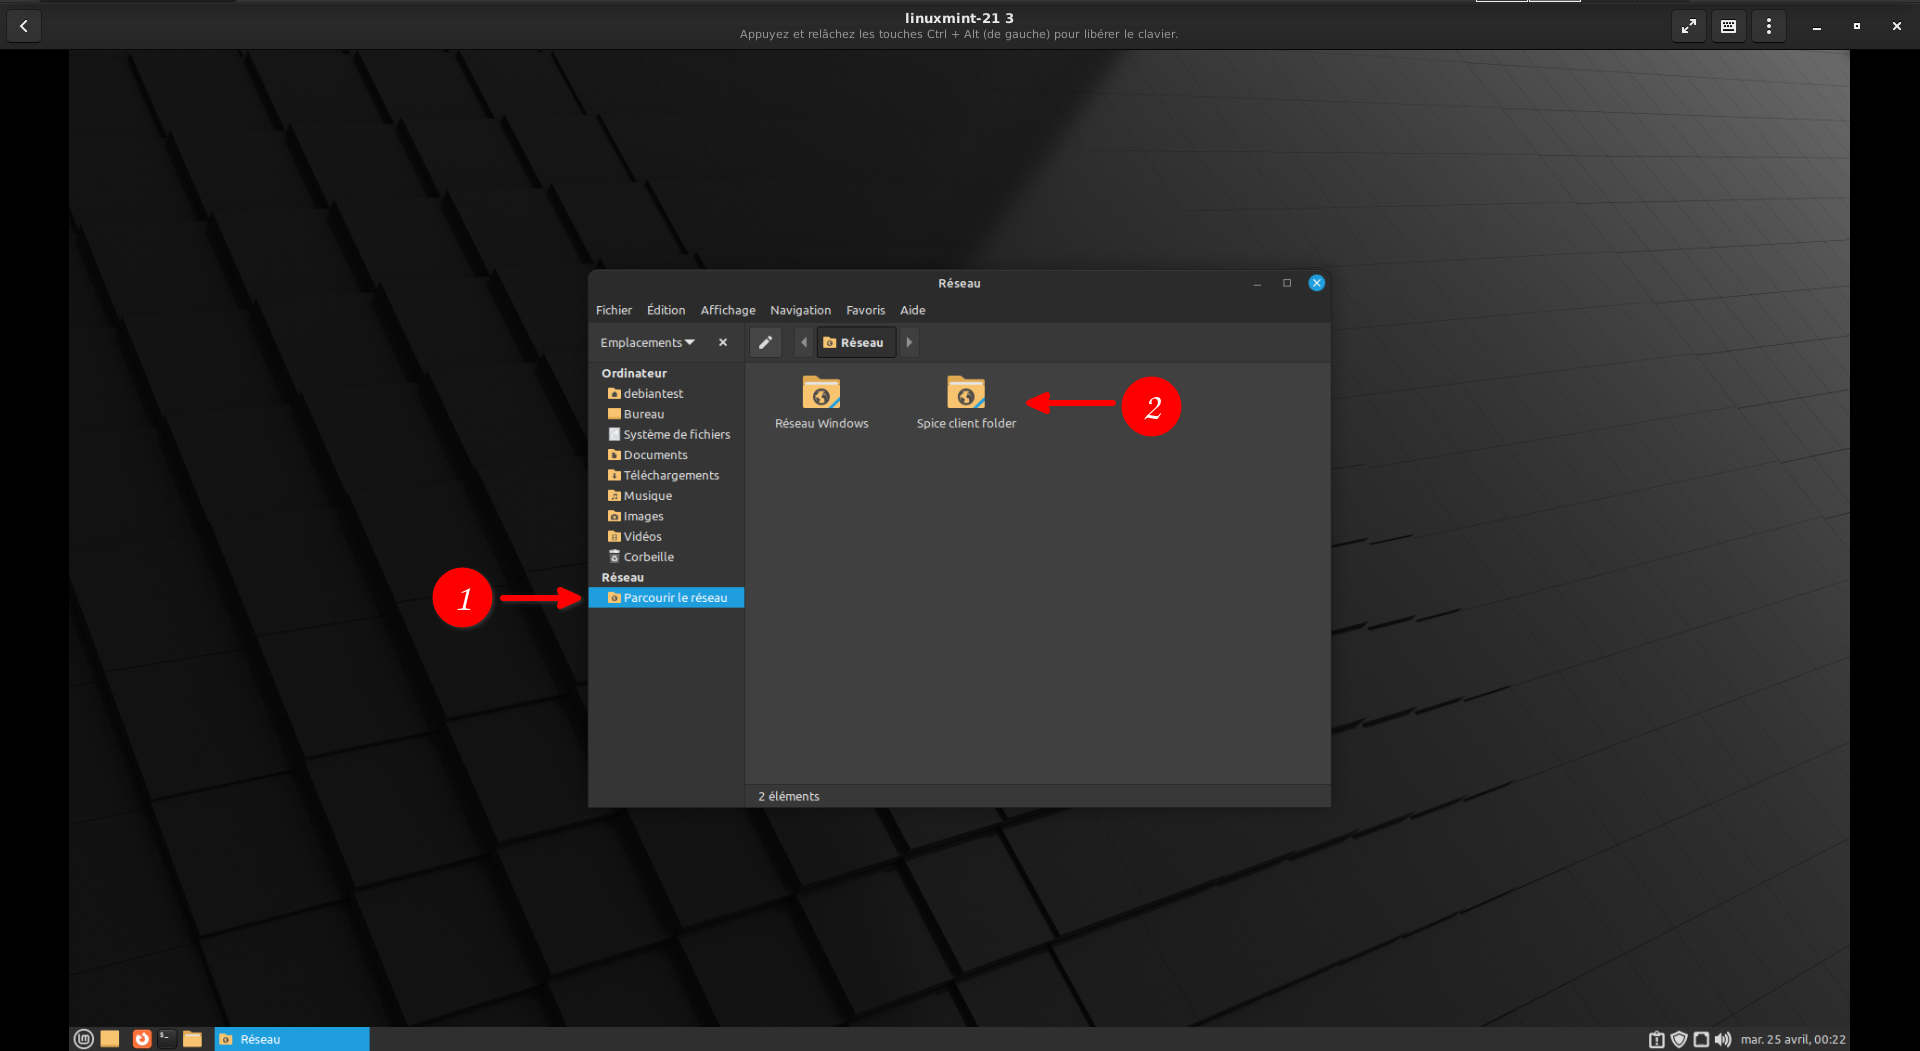 linuxmint-21 3
Appuyez et relâchez les touches Ctrl + Alt (de gauche) pour libérer le clavier.
Réseau
Fichier Édition Affichage Navigation Favoris Aide
Emplacements Réseau
Ordinateur
debiantest
Bureau
Système de fichiers
Documents
Téléchargements
Musique
Images
Vidéos
Corbeille
Réseau
Parcourir le réseau
Réseau Windows
Spice client folder
2
1
2 éléments
Réseau
mar. 25 avril, 00:22